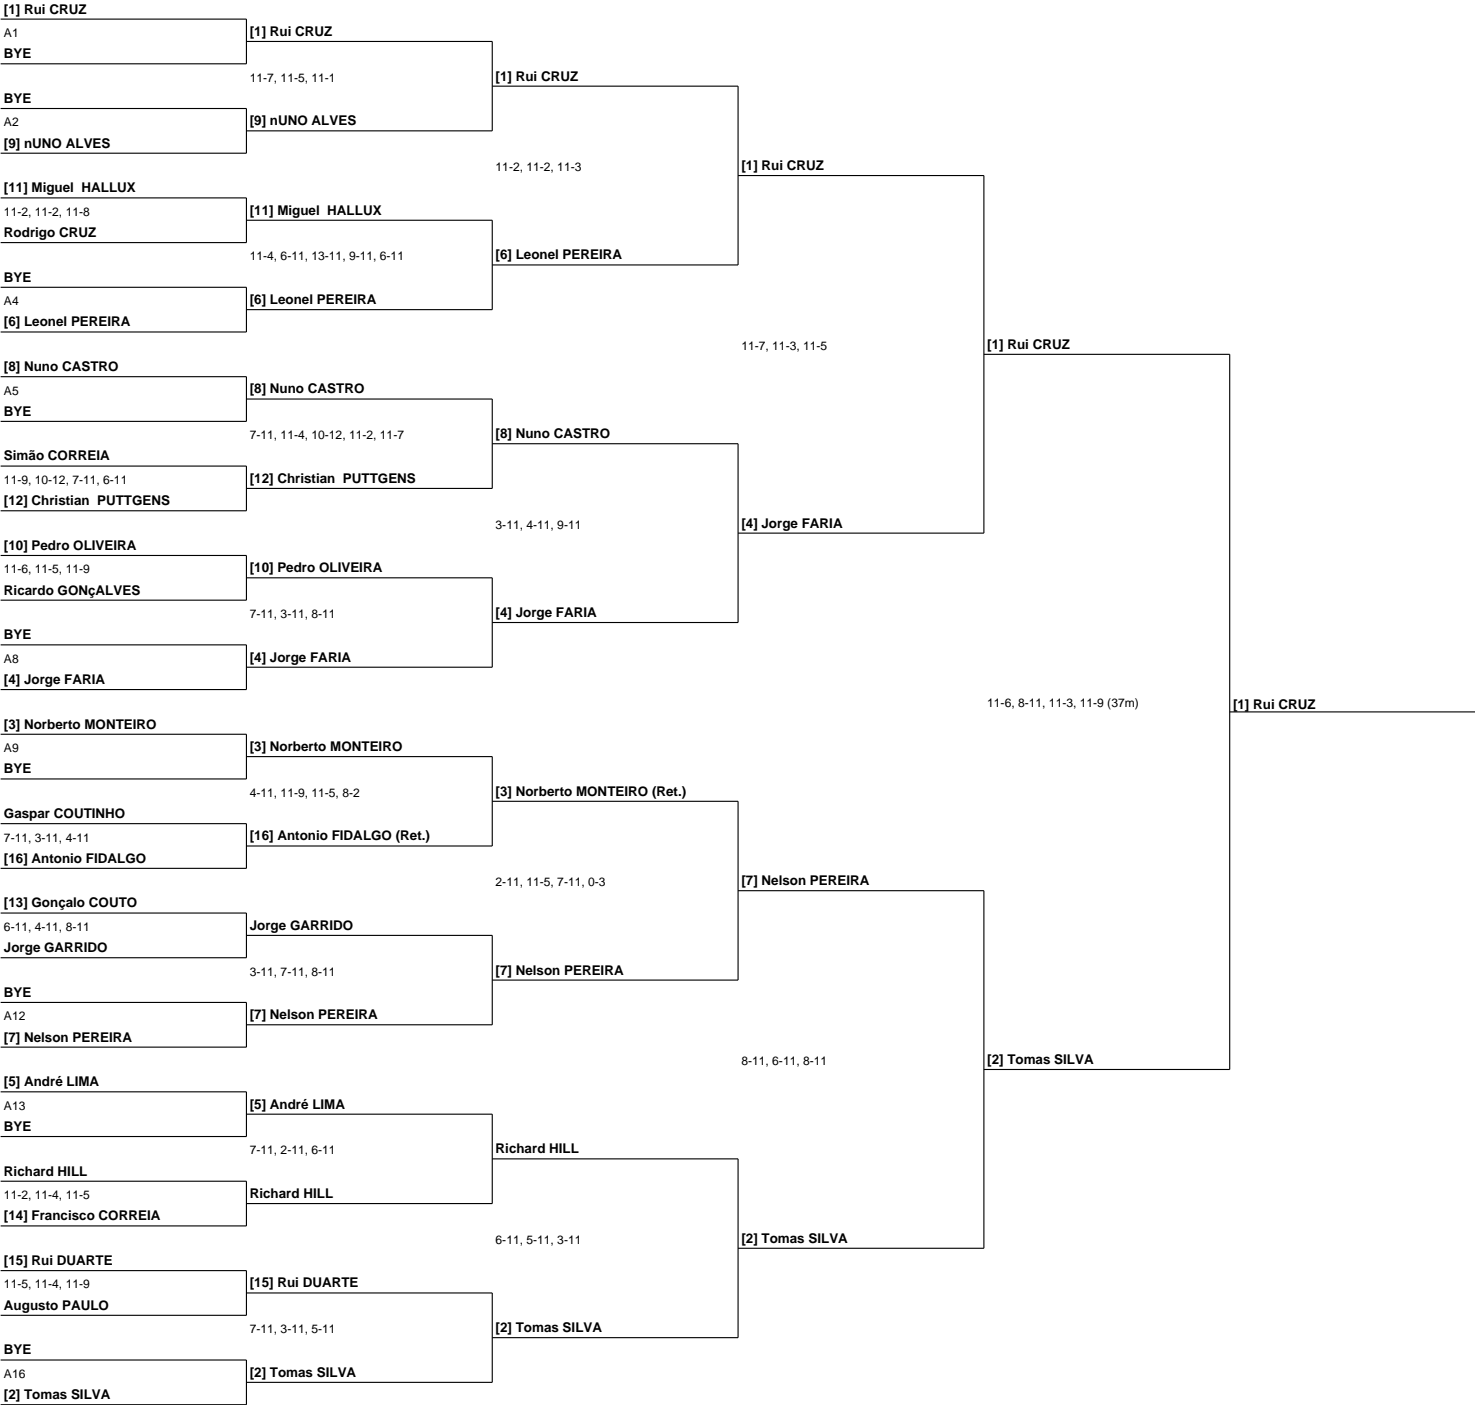 [1] Rui CRUZ
A1
BYE
BYE
A2
[9] nUNO ALVES
[11] Miguel  HALLUX
11-2, 11-2, 11-8
Rodrigo CRUZ
BYE
A4
[6] Leonel PEREIRA
[8] Nuno CASTRO
A5
BYE
Simão CORREIA
11-9, 10-12, 7-11, 6-11
[12] Christian  PUTTGENS
[10] Pedro OLIVEIRA
11-6, 11-5, 11-9
Ricardo GONçALVES
BYE
A8
[4] Jorge FARIA
[3] Norberto MONTEIRO
A9
BYE
Gaspar COUTINHO
7-11, 3-11, 4-11
[16] Antonio FIDALGO
[13] Gonçalo COUTO
6-11, 4-11, 8-11
Jorge GARRIDO
BYE
A12
[7] Nelson PEREIRA
[5] André LIMA
A13
BYE
Richard HILL
11-2, 11-4, 11-5
[14] Francisco CORREIA
[15] Rui DUARTE
11-5, 11-4, 11-9
Augusto PAULO
BYE
A16
[2] Tomas SILVA
[1] Rui CRUZ
11-7, 11-5, 11-1
[9] nUNO ALVES
[11] Miguel  HALLUX
11-4, 6-11, 13-11, 9-11, 6-11
[6] Leonel PEREIRA
[8] Nuno CASTRO
7-11, 11-4, 10-12, 11-2, 11-7
[12] Christian  PUTTGENS
[10] Pedro OLIVEIRA
7-11, 3-11, 8-11
[4] Jorge FARIA
[3] Norberto MONTEIRO
4-11, 11-9, 11-5, 8-2
[16] Antonio FIDALGO (Ret.)
Jorge GARRIDO
3-11, 7-11, 8-11
[7] Nelson PEREIRA
[5] André LIMA
7-11, 2-11, 6-11
Richard HILL
[15] Rui DUARTE
7-11, 3-11, 5-11
[2] Tomas SILVA
[1] Rui CRUZ
11-2, 11-2, 11-3
[6] Leonel PEREIRA
[8] Nuno CASTRO
3-11, 4-11, 9-11
[4] Jorge FARIA
[3] Norberto MONTEIRO (Ret.)
2-11, 11-5, 7-11, 0-3
[7] Nelson PEREIRA
Richard HILL
6-11, 5-11, 3-11
[2] Tomas SILVA
[1] Rui CRUZ
11-7, 11-3, 11-5
[4] Jorge FARIA
[7] Nelson PEREIRA
8-11, 6-11, 8-11
[2] Tomas SILVA
[1] Rui CRUZ
11-6, 8-11, 11-3, 11-9 (37m)
[2] Tomas SILVA
[1] Rui CRUZ